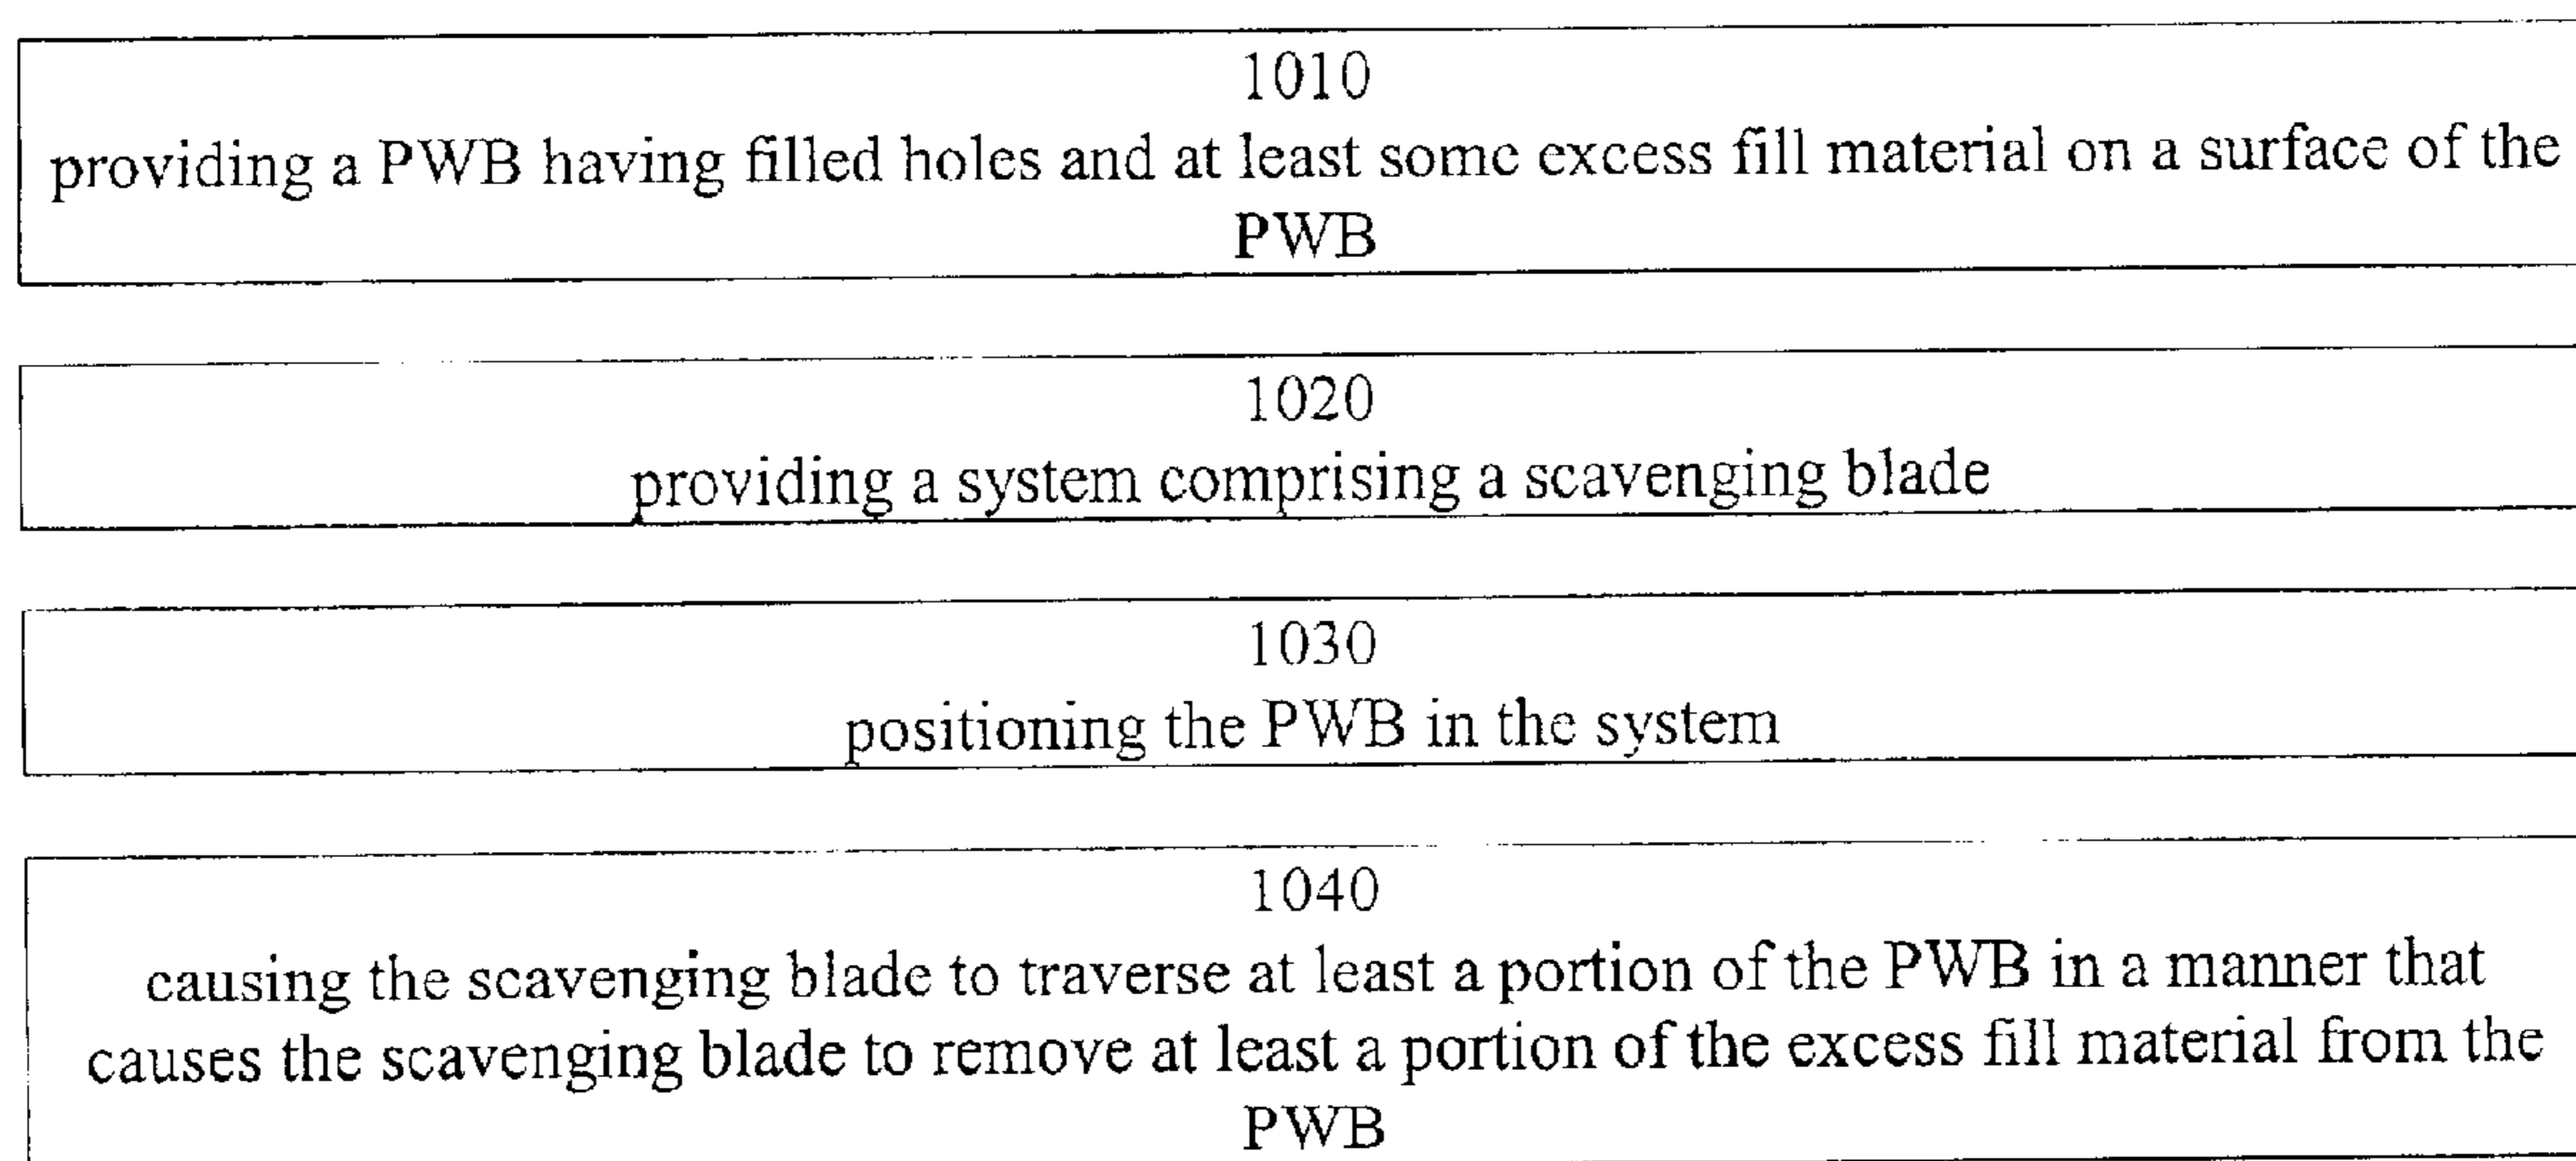 1010
providing a PWB having filled holes and at least some excess fill material on a surface of the
PWB
1020
providing a system comprising a scavenging blade
1030
positioning the PWB in the system
1040
causing the scavenging blade to traverse at least a portion of the PWB in a manner that
causes the scavenging blade to remove at least a portion of the excess fill material from the
PWB